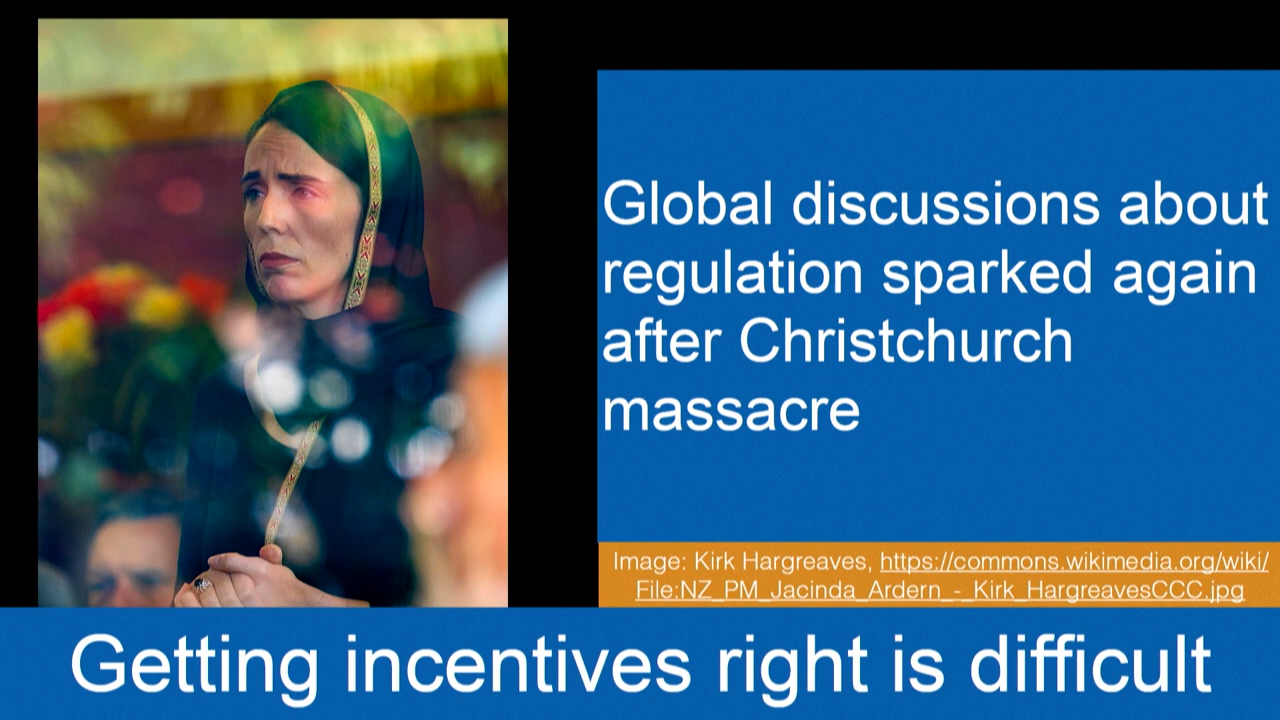 Global discussions about
regulation sparked again
after Christchurch
massacre
Image: Kirk Hargreaves, https://commons.wikimedia.org/wiki/
File:NZ_PM_Jacinda_Ardern_-_Kirk_HargreavesCCC.jpg
Getting incentives right is difficult